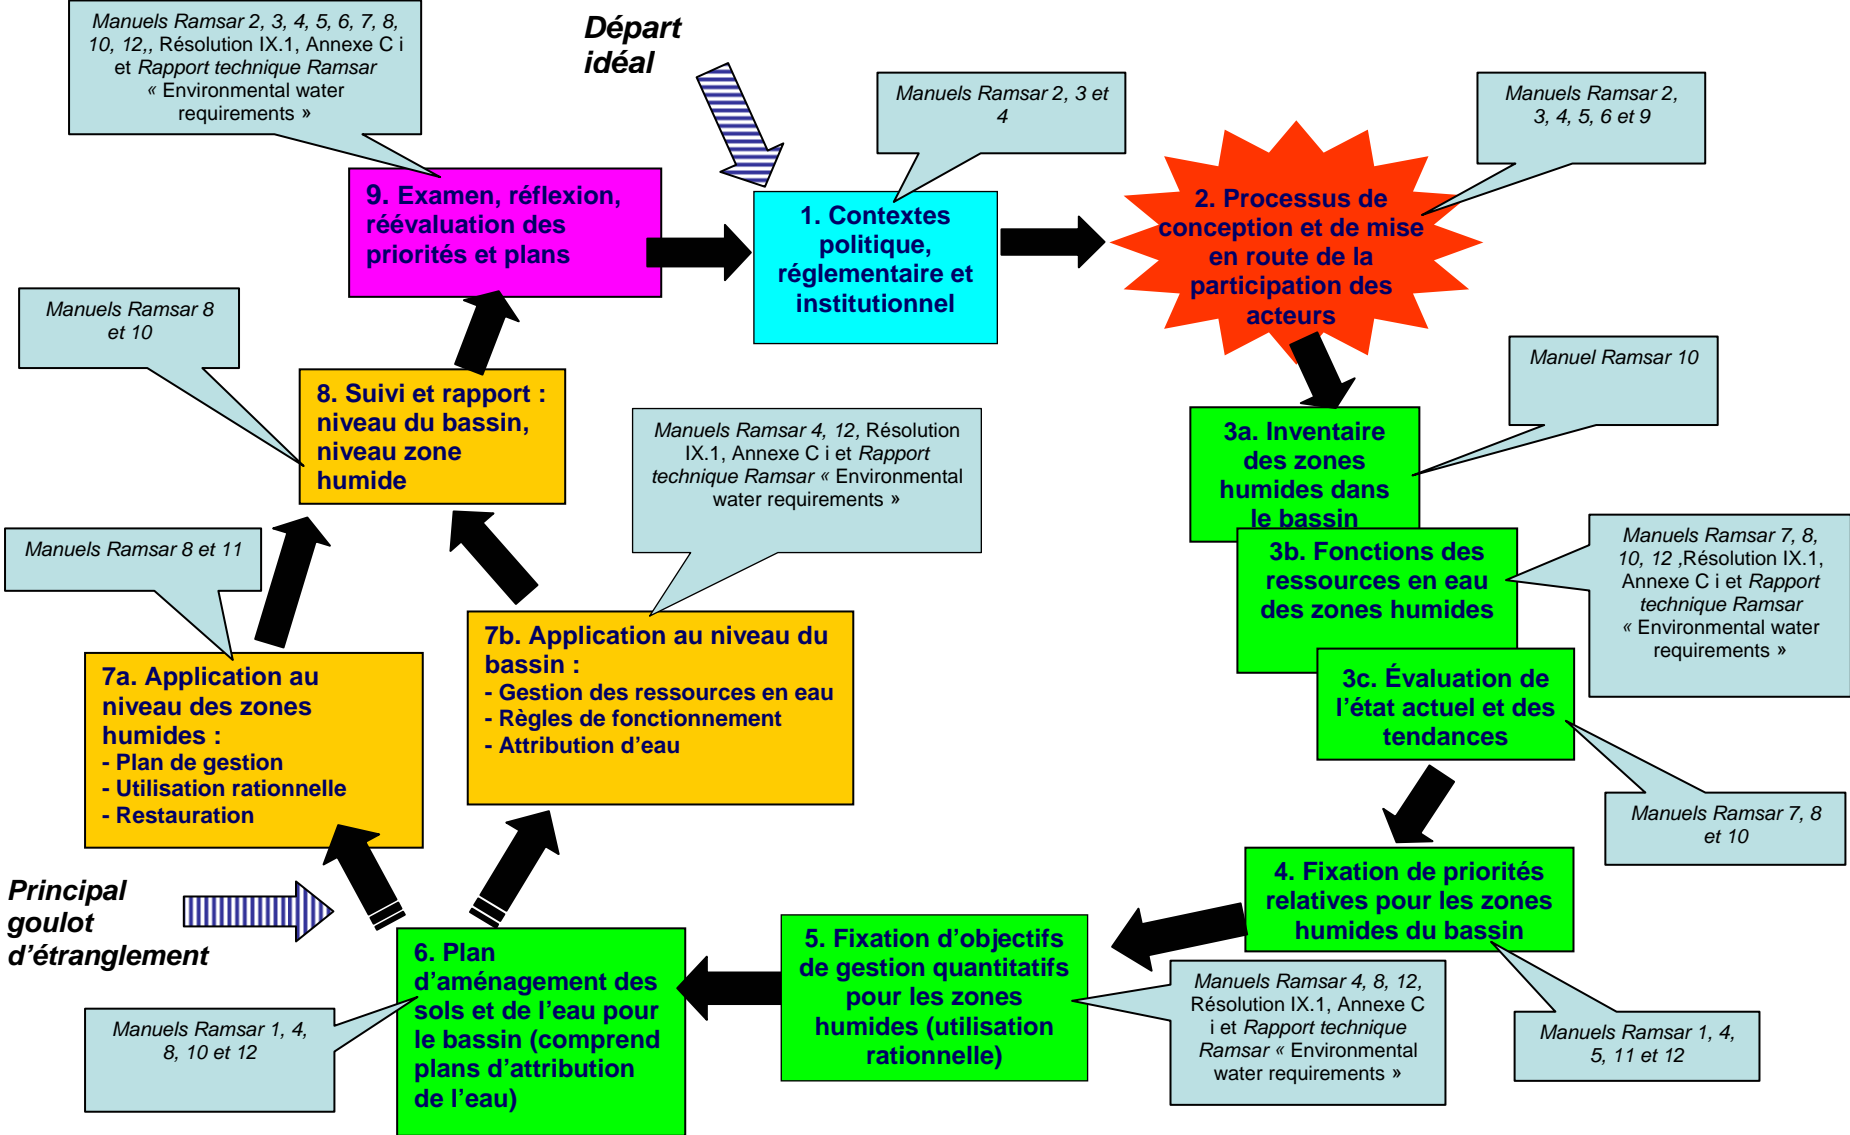 Manuels Ramsar 2, 3, 4, 5, 6, 7, 8,
10, 12,, Résolution IX.1, Annexe C i
et Rapport technique Ramsar
« Environmental water
requirements »
Départ
idéal
Manuels Ramsar 2, 3 et
4
Manuels Ramsar 2,
3, 4, 5, 6 et 9
9. Examen, réflexion,
réévaluation des
priorités et plans
1. Contextes
politique,
réglementaire et
institutionnel
2. Processus de
conception et de mise
en route de la
participation des
acteurs
Manuels Ramsar 8
et 10
Manuel Ramsar 10
8. Suivi et rapport :
niveau du bassin,
niveau zone
humide
Manuels Ramsar 4, 12, Résolution
IX.1, Annexe C i et Rapport
technique Ramsar « Environmental
water requirements »
3a. Inventaire
des zones
humides dans
le bassin
Manuels Ramsar 8 et 11
3b. Fonctions des
ressources en eau
des zones humides
Manuels Ramsar 7, 8,
10, 12 ,Résolution IX.1,
Annexe C i et Rapport
technique Ramsar
« Environmental water
requirements »
7a. Application au
niveau des zones
humides :
- Plan de gestion
- Utilisation rationnelle
- Restauration
7b. Application au niveau du
bassin :
- Gestion des ressources en eau
- Règles de fonctionnement
- Attribution d’eau
3c. Évaluation de
l’état actuel et des
tendances
Manuels Ramsar 7, 8
et 10
Principal
goulot
d’étranglement
4. Fixation de priorités
relatives pour les zones
humides du bassin
6. Plan
d’aménagement des
sols et de l’eau pour
le bassin (comprend
plans d’attribution
de l’eau)
5. Fixation d’objectifs
de gestion quantitatifs
pour les zones
humides (utilisation
rationnelle)
Manuels Ramsar 4, 8, 12,
Résolution IX.1, Annexe C
i et Rapport technique
Ramsar « Environmental
water requirements »
Manuels Ramsar 1, 4,
8, 10 et 12
Manuels Ramsar 1, 4,
5, 11 et 12